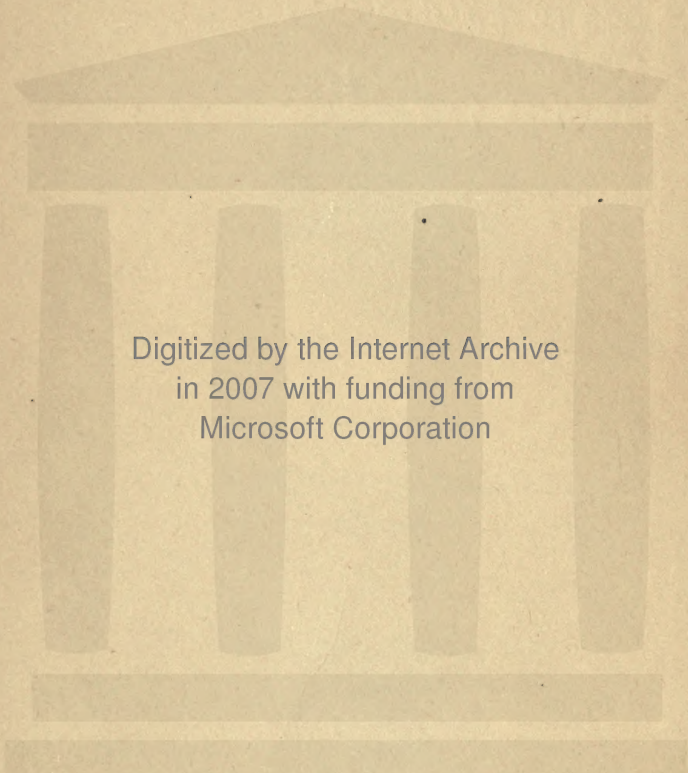 Digitized by the Internet Archive
in 2007 with funding from
Microsoft Corporation